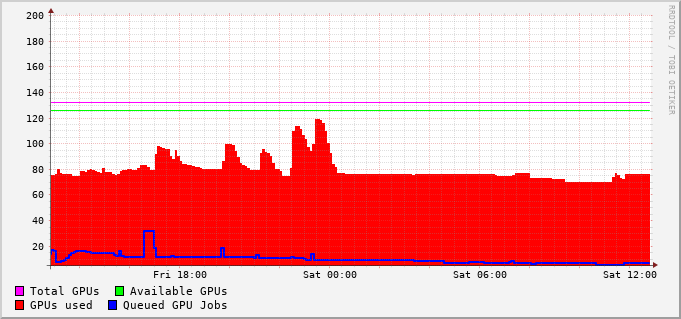 200
180
160
140
120
100
80
60
40
20
Fri 18:00 Sat 00:00 Sat 06:00 Sat 12:00
Total GPUs Available GPUs
GPUs used Queued GPU Jobs
RRDTOOL / TOBI OETIKER